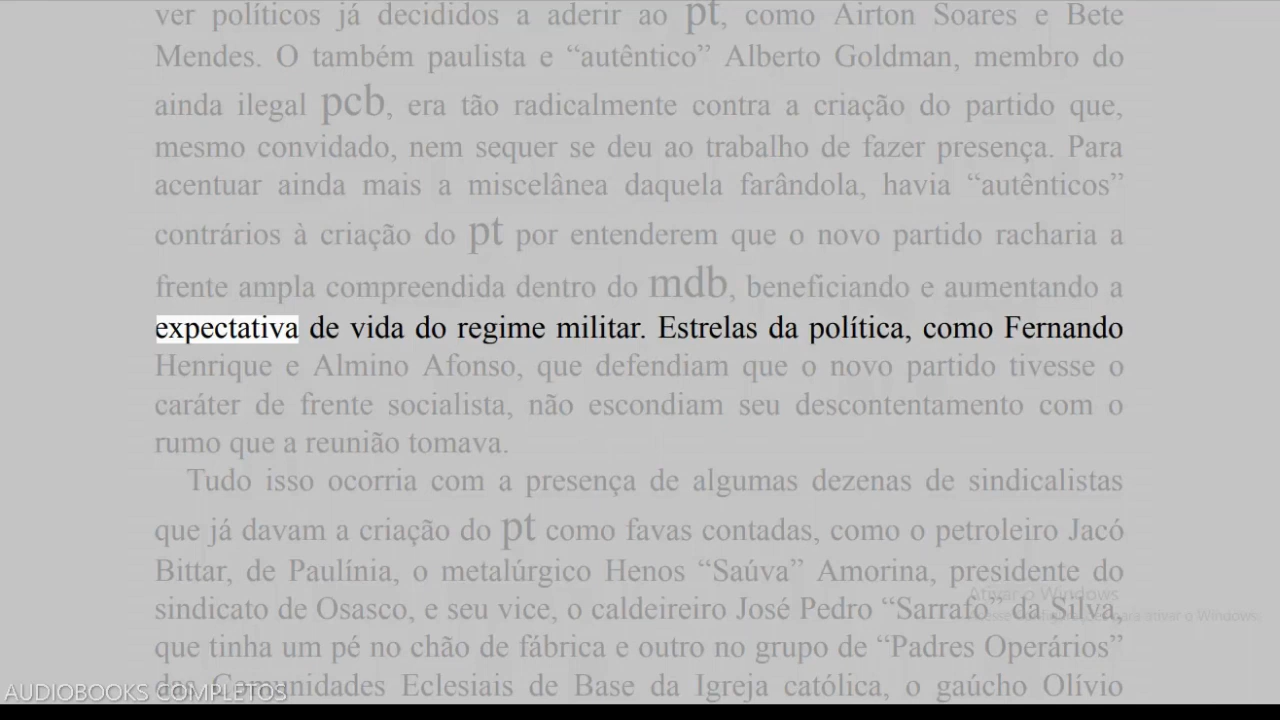 ver políticos já decididos a aderir ao pt, como Airton Soares e Bete
Mendes. O também paulista e “autêntico” Alberto Goldman, membro do
ainda ilegal pcb, era tão radicalmente contra a criação do partido que,
mesmo convidado, nem sequer se deu ao trabalho de fazer presença. Para
acentuar ainda mais a miscelânea daquela farândola, havia “autênticos”
contrários à criação do pt por entenderem que o novo partido racharia a
frente ampla compreendida dentro do mdb, beneficiando e aumentando a
expectativa de vida do regime militar. Estrelas da política, como Fernando
Henrique e Almino Afonso, que defendiam que o novo partido tivesse o
caráter de frente socialista, não escondiam seu descontentamento com o
rumo que a reunião tomava.
Tudo isso ocorria com a presença de algumas dezenas de sindicalistas
que já davam a criação do pt como favas contadas, como o petroleiro Jacó
Bittar, de Paulínia, o metalúrgico Henos “Saúva” Amorina, presidente do
Ativar o Windows
sindicato de Osasco, e seu vice, o caldeireiro José Pedro “Sarrafo” da Silva,
para ativar o Windows.
que tinha um pé no chão de fábrica e outro no grupo de “Padres Operários”
das Comunidades Eclesiais de Base da Igreja católica, o gaúcho Olívio
AUDIOBOOKS COMPLETOS